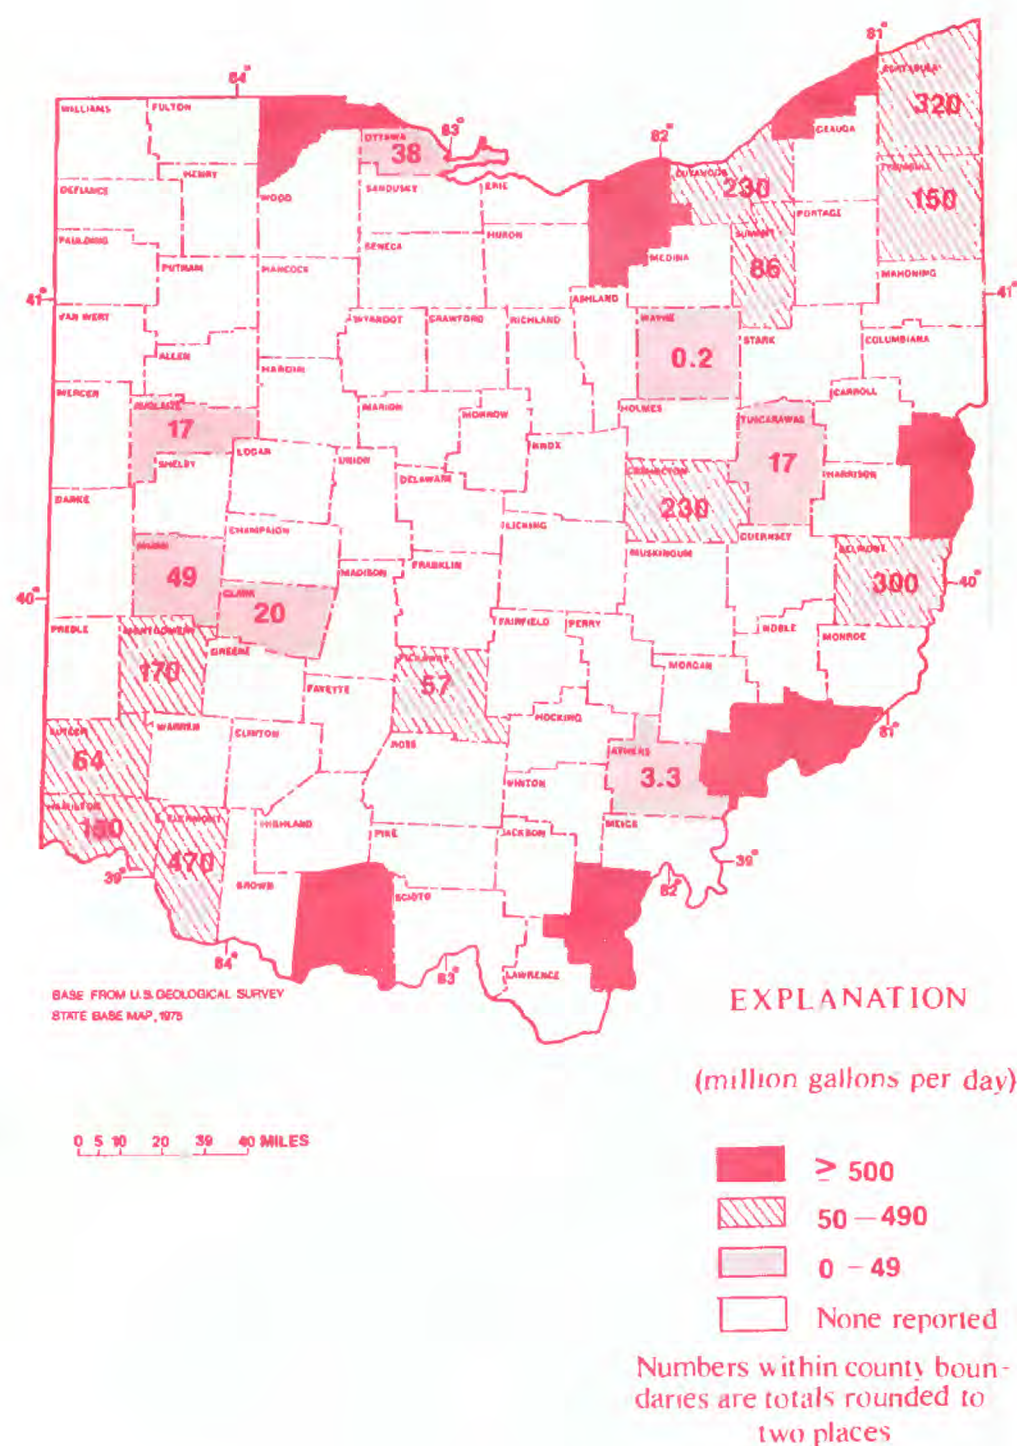 81°
84°
ASHTABULA
WILLIAMS
FULTON
320
83°
82°
GEAUGA
OTTAWA
38
CUYAHOGA
TRUMBULL
HENRY
DEFIANCE
SANDUSKY
ERIE
230
150
WOOD
PORTAGE
PAULDING
HURON
SUMMIT
SENECA
MEDINA
86
PUTNAM
HANCOCK
MAHONING
41°
41°
ASHLAND
VAN WERT
WYANDOT
CRAWFORD
RICHLAND
WAYNE
STARK
COLUMBIANA
ALLEN
0.2
HARDIN
MERCER
CARROLL
AUGLAIZE
MARION
MORROW
HOLMES
TUSCARAWAS
17
KNOX
SHELBY
LOGAN
UNION
17
DELAWARE
COSHOCTON
HARRISON
DARKE
230
LICKING
CHAMPAIGN
GUERNSEY
MIAMI
MUSKINGUM
BELMONT
FRANKLIN
MADISON
49
300
40°
CLARK
40°
20
PREBLE
MONTGOMERY
FAIRFIELD
PERRY
NOBLE
MONROE
GREENE
PICKAWAY
MORGAN
170
57
FAYETTE
HOCKING
BUTLER
WARREN
CLINTON
81°
ROSS
ATHENS
64
3.3
VINTON
HAMILTON
CLERMONT
HIGHLAND
MEIGS
PIKE
JACKSON
470
39°
39°
82°
BROWN
SCIOTO
84°
83°
LAWRENCE
BASE FROM U.S. GEOLOGICAL SURVEY
STATE BASE MAP, 1975
EXPLANATION
(million gallons per day)
0 5 10 20 39 40 MILES
≥ 500
50 – 490
0 – 49
None reported
Numbers within county boun-
daries are totals rounded to
two places